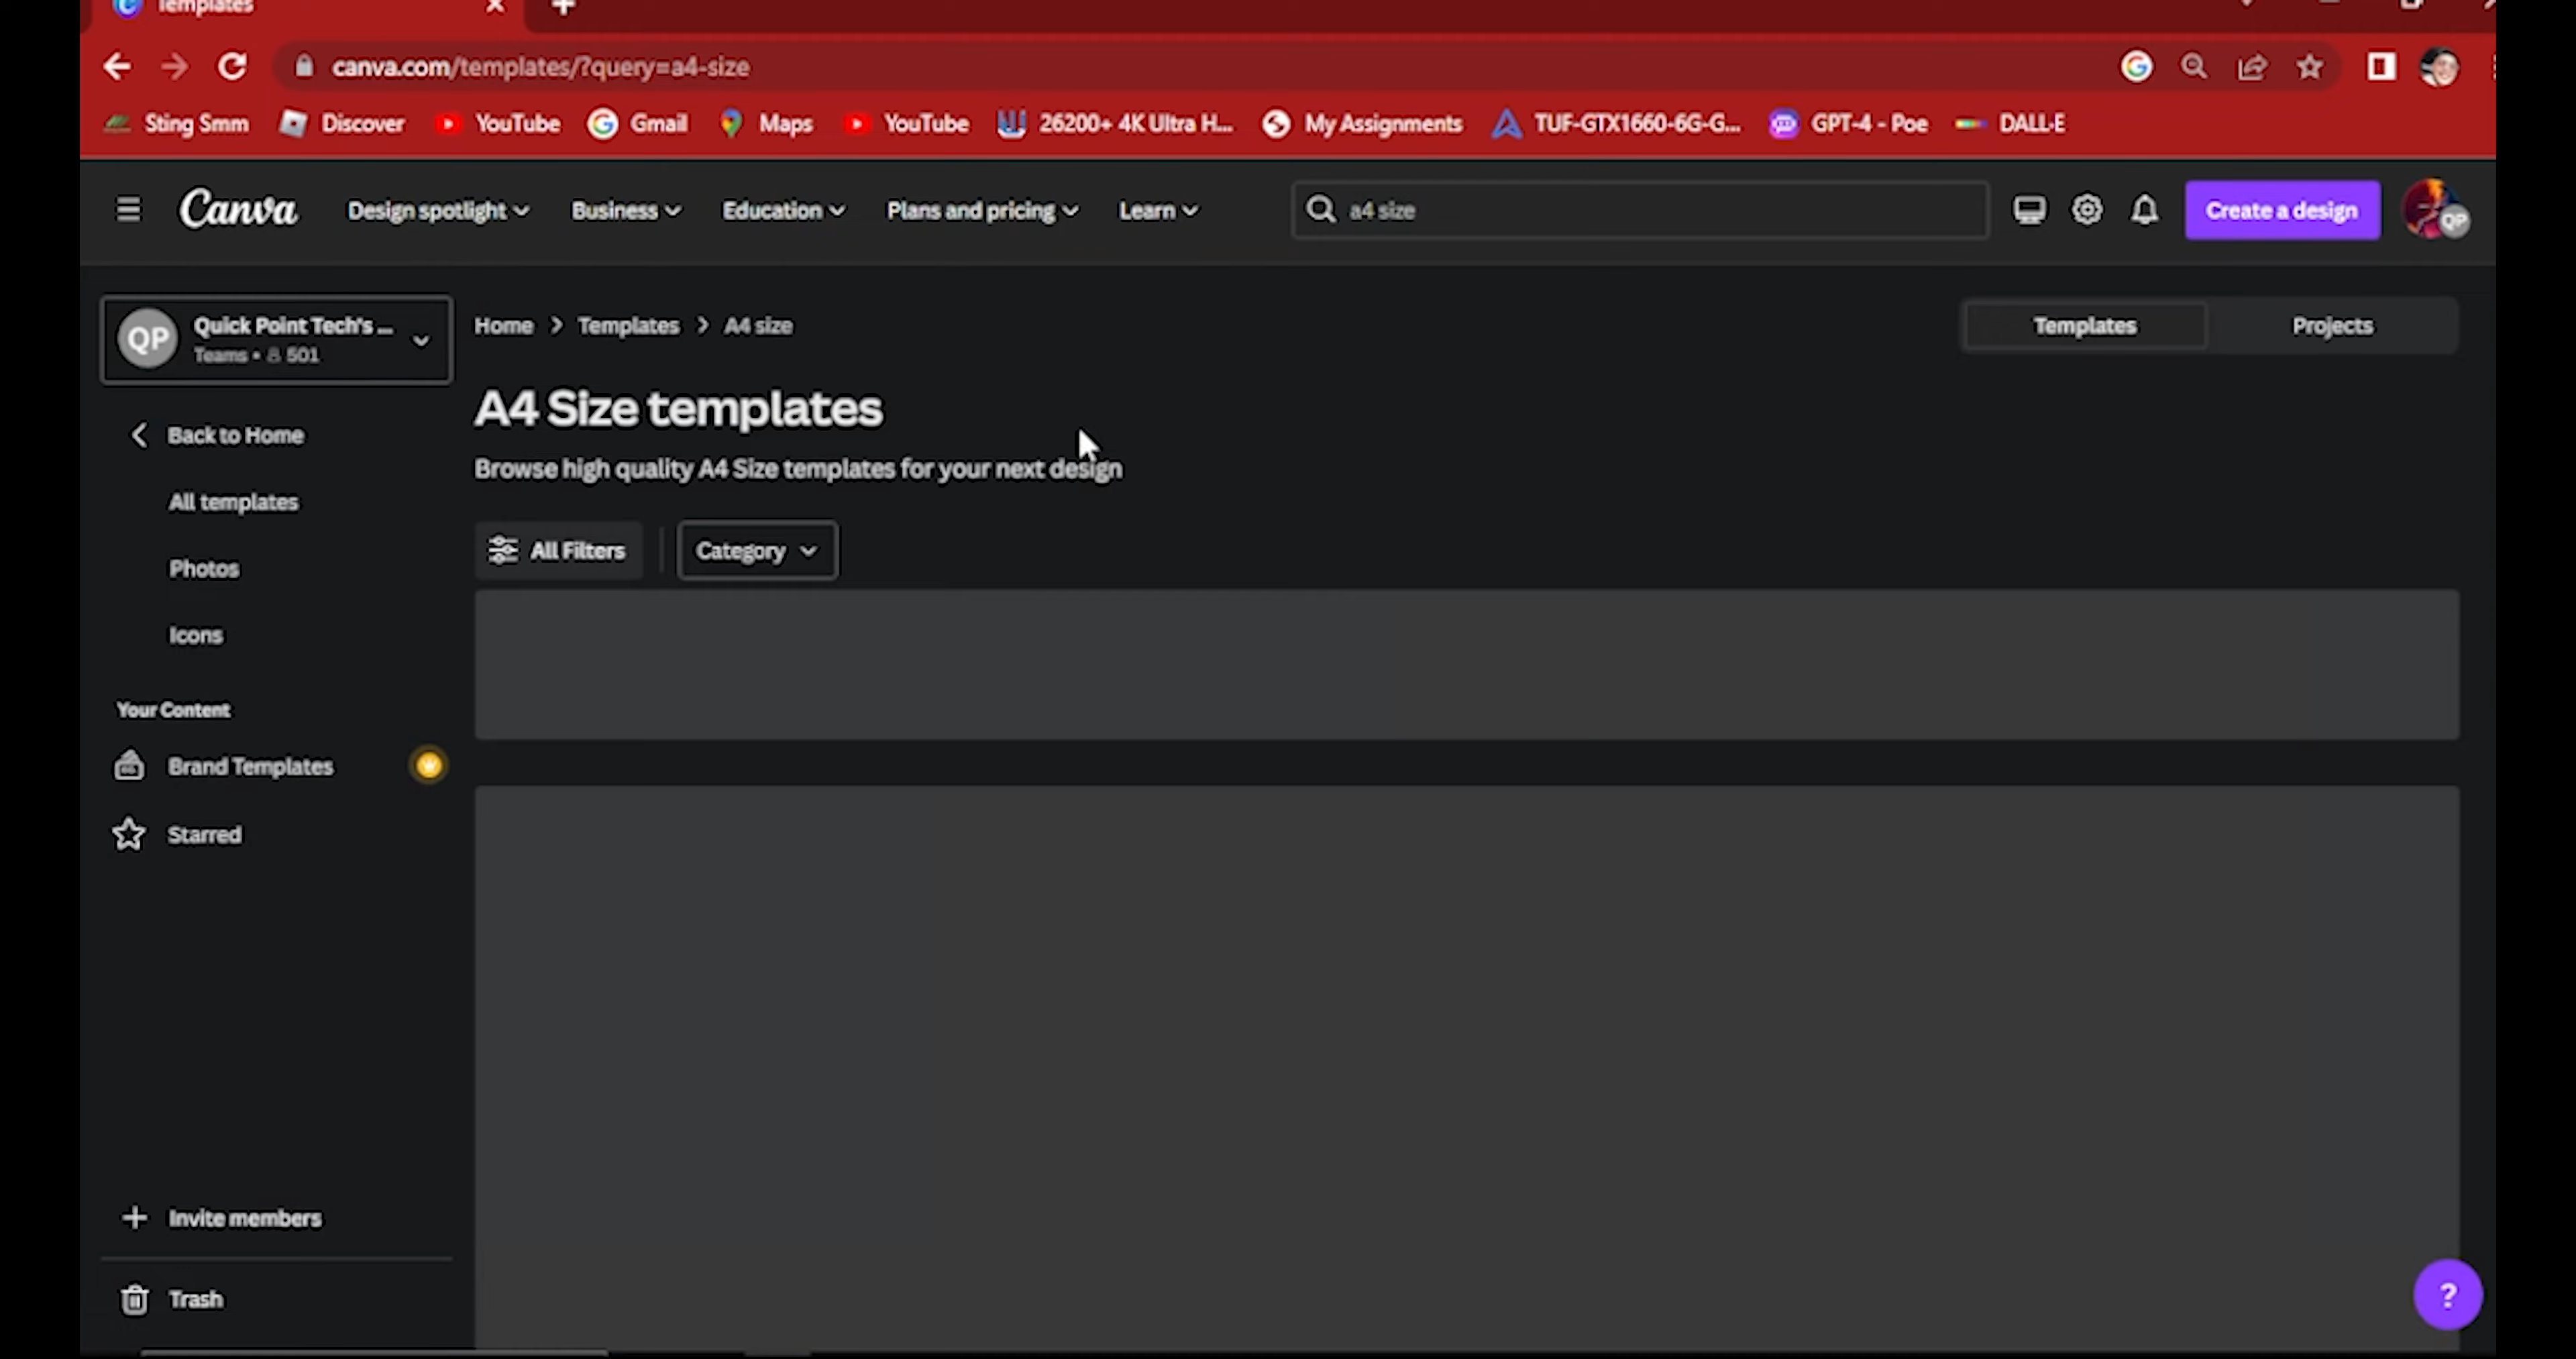 Templates
canva.com/templates/?query=a4-size
Sting Smm Discover YouTube Gmail Maps YouTube 26200+ 4K Ultra H... My Assignments TUF-GTX1660-6G-G... GPT-4 - Poe DALL·E
Canva Design spotlight Business Education Plans and pricing Learn a4 size Create a design
QP
QP Quick Point Tech's ...
Teams • 501
Home > Templates > A4 size
Templates Projects
A4 Size templates
Browse high quality A4 Size templates for your next design
All Filters Category
Back to Home
All templates
Photos
Icons
Your Content
Brand Templates
Starred
Invite members
Trash
?